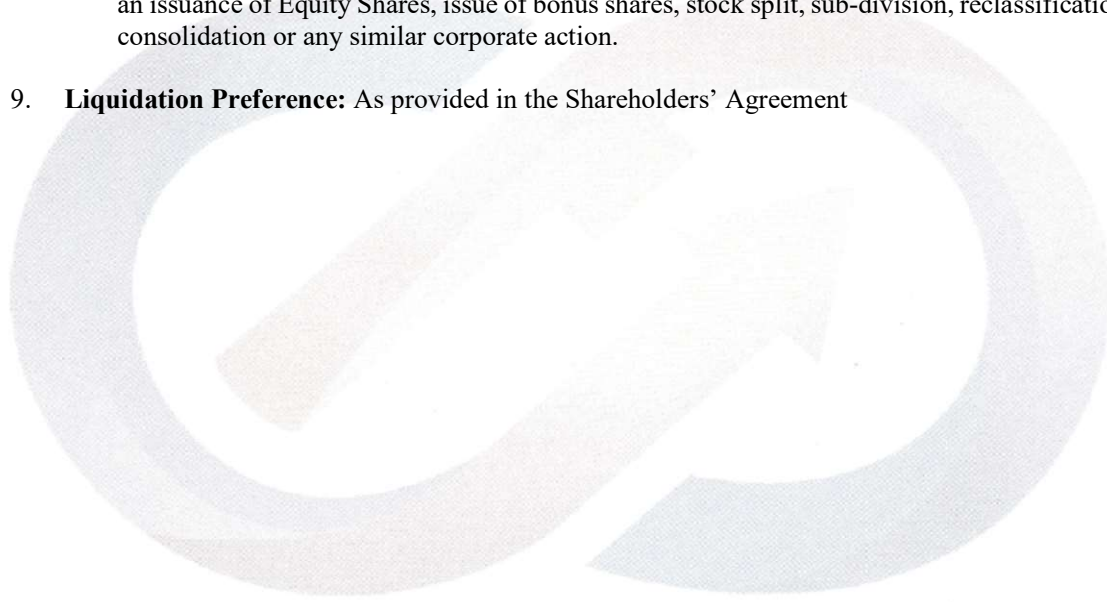 an issuance of Equity Shares, issue of bonus shares, stock split, sub-division,
consolidation or any similar corporate action.
9. Liquidation Preference: As provided in the Shareholders’ Agreement